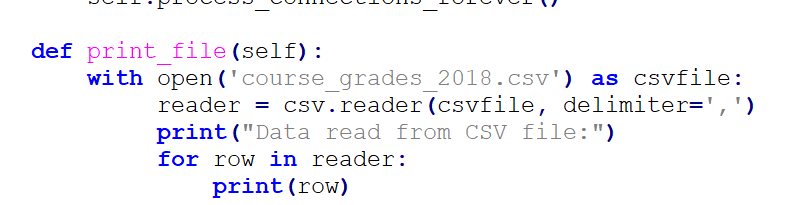 self.process_connections_forever()
def print_file(self):
with open('course_grades_2018.csv') as csvfile:
reader = csv.reader(csvfile, delimiter=',')
print("Data read from CSV file:")
for row in reader:
print(row)